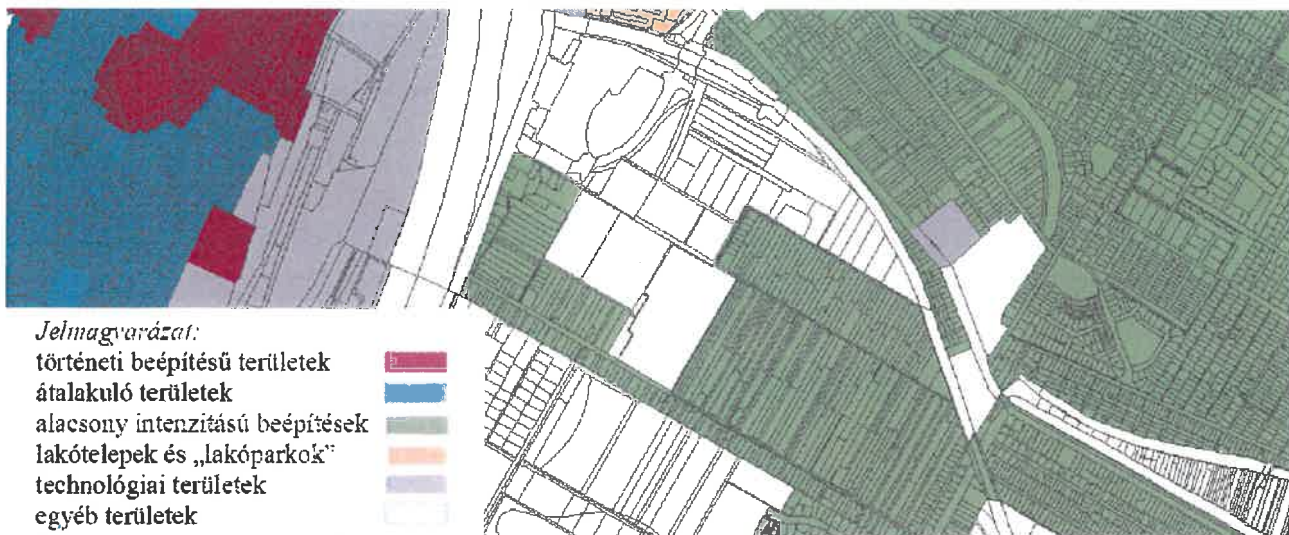 Jelmagyarázat:
történeti beépítésű területek
átalakuló területek
alacsony intenzitású beépítések
lakótelepek és „lakóparkok”
technológiai területek
egyéb területek